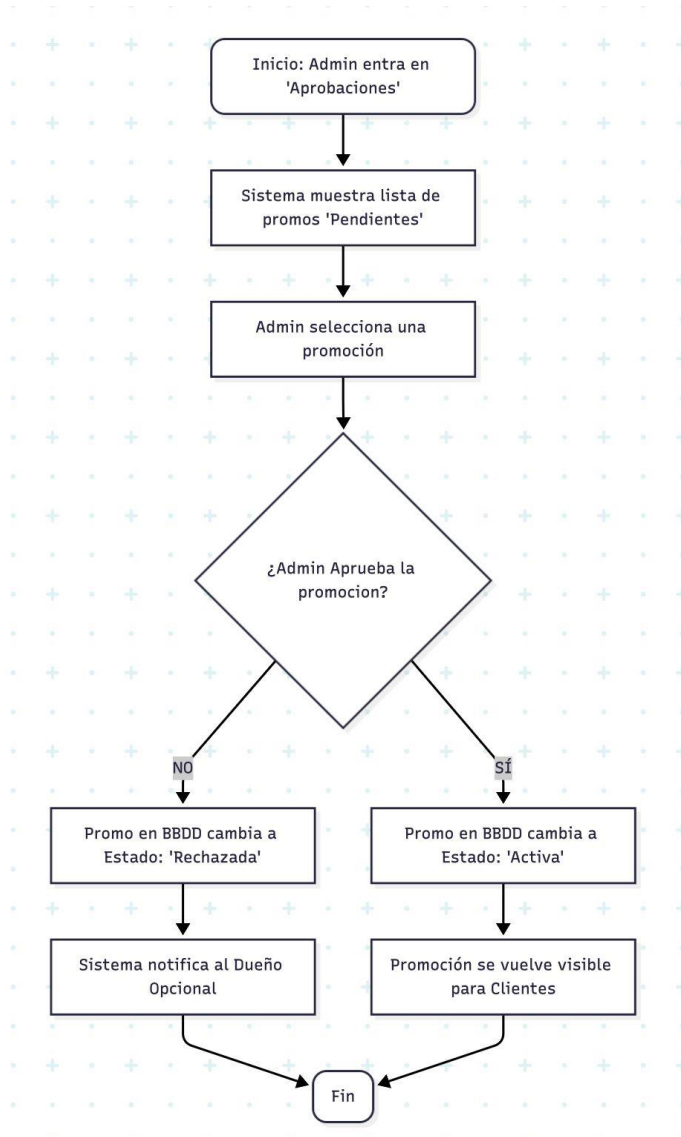 Inicio: Admin entra en
'Aprobaciones'
Sistema muestra lista de
promos 'Pendientes'
Admin selecciona una
promoción
¿Admin Aprueba la
promocion?
NO
SÍ
Promo en BBDD cambia a
Estado: 'Rechazada'
Promo en BBDD cambia a
Estado: 'Activa'
Sistema notifica al Dueño
Opcional
Promoción se vuelve visible
para Clientes
Fin